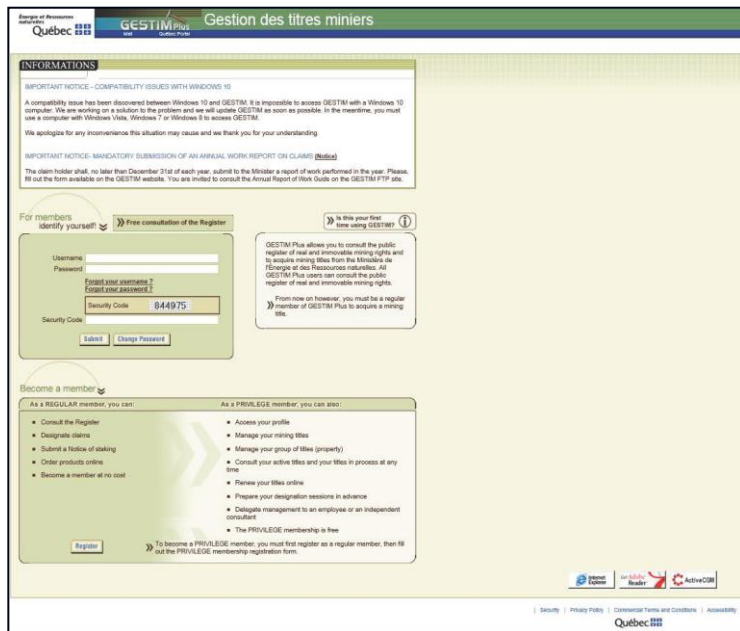 Énergie et Ressources
naturelles
Québec
GESTIM Plus
Mail Québec Portal
Gestion des titres miniers
INFORMATIONS
IMPORTANT NOTICE - COMPATIBILITY ISSUES WITH WINDOWS 10
A compatibility issue has been discovered between Windows 10 and GESTIM. It is impossible to access GESTIM with a Windows 10
computer. We are working on a solution to the problem and we will update GESTIM as soon as possible. In the meantime, you must
use a computer with Windows Vista, Windows 7 or Windows 8 to access GESTIM.
We apologize for any inconvenience this situation may cause and we thank you for your understanding.
IMPORTANT NOTICE- MANDATORY SUBMISSION OF AN ANNUAL WORK REPORT ON CLAIMS (Notice)
The claim holder shall, no later than December 31st of each year, submit to the Minister a report of work performed in the year. Please,
fill out the form available on the GESTIM website. You are invited to consult the Annual Report of Work Guide on the GESTIM FTP site.
For members
identify yourself!
Free consultation of the Register
Username
Password
Forgot your username ?
Forgot your password ?
Security Code 844975
Security Code
Submit Change Password
Is this your first
time using GESTIM?
GESTIM Plus allows you to consult the public
register of real and immovable mining rights and
to acquire mining titles from the Ministère de
l'Énergie et des Ressources naturelles. All
GESTIM Plus users can consult the public
register of real and immovable mining rights.
From now on however, you must be a regular
member of GESTIM Plus to acquire a mining
title.
Become a member
As a REGULAR member, you can:
■ Consult the Register
■ Designate claims
■ Submit a Notice of staking
■ Order products online
■ Become a member at no cost
Register
As a PRIVILEGE member, you can also:
■ Access your profile
■ Manage your mining titles
■ Manage your group of titles (property)
■ Consult your active titles and your titles in process at any
time
■ Renew your titles online
■ Prepare your designation sessions in advance
■ Delegate management to an employee or an independent
consultant
■ The PRIVILEGE membership is free
To become a PRIVILEGE member, you must first register as a regular member, then fill
out the PRIVILEGE membership registration form.
Internet
Explorer
Get Adobe
Reader
ActiveCGM
| Security | Privacy Policy | Commercial Terms and Conditions | Accessibility
Québec